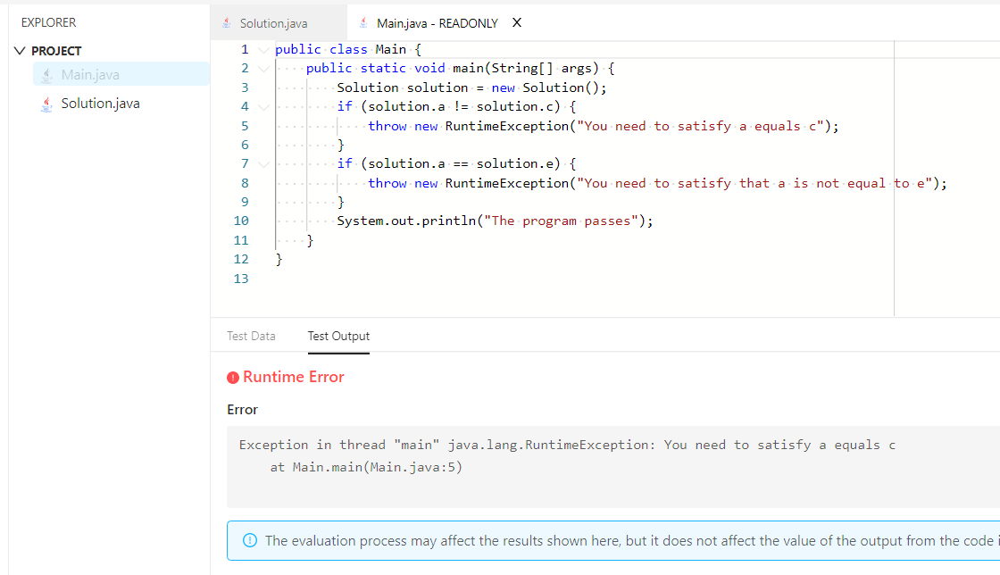 EXPLORER
PROJECT
Main.java
Solution.java
Solution.java
Main.java - READONLY
1 public class Main {
2     public static void main(String[] args) {
3         Solution solution = new Solution();
4         if (solution.a != solution.c) {
5             throw new RuntimeException("You need to satisfy a equals c");
6         }
7         if (solution.a == solution.e) {
8             throw new RuntimeException("You need to satisfy that a is not equal to e");
9         }
10         System.out.println("The program passes");
11     }
12 }
13
Test Data
Test Output
Runtime Error
Error
Exception in thread "main" java.lang.RuntimeException: You need to satisfy a equals c
    at Main.main(Main.java:5)
The evaluation process may affect the results shown here, but it does not affect the value of the output from the code